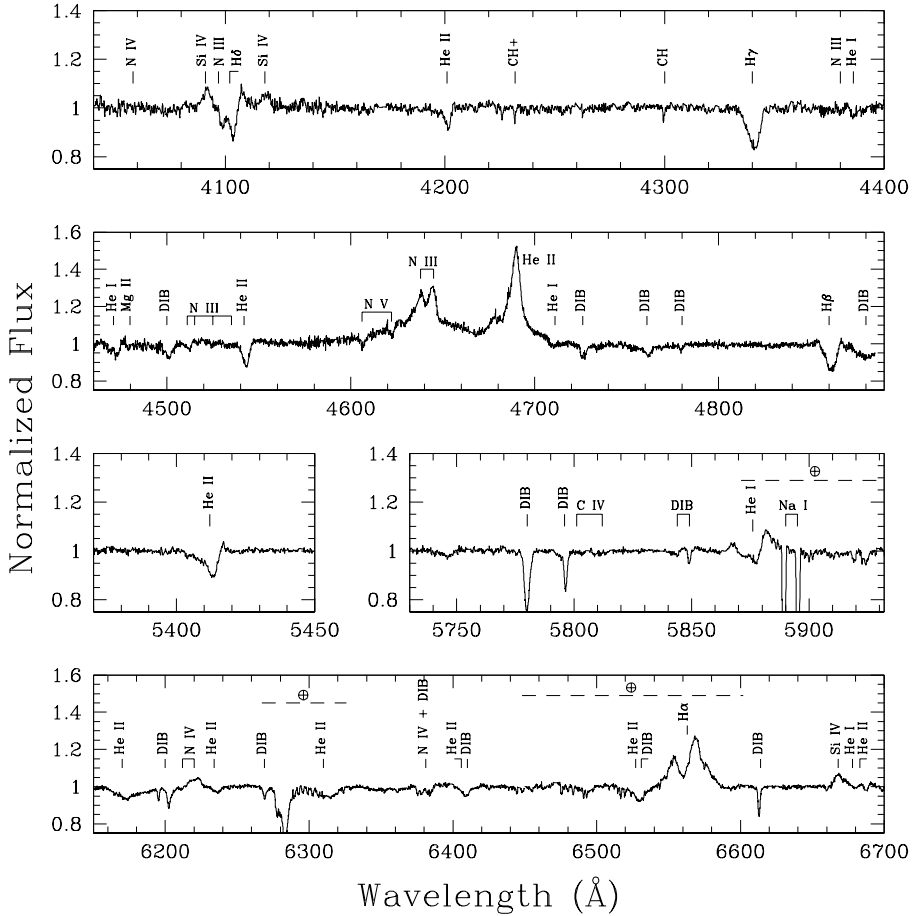 Normalized Flux
1.4
1.2
1
0.8
N IV
Si IV
N III
Hδ
Si IV
He II
CH+
CH
Hγ
N III
He I
4100
4200
4300
4400
1.6
1.4
1.2
1
0.8
He I
Mg II
DIB
N III
He II
N V
N III
He II
He I
DIB
DIB
DIB
Hβ
DIB
4500
4600
4700
4800
1.4
1.2
1
0.8
He II
5400
5450
1.4
1.2
1
0.8
DIB
DIB
C IV
DIB
He I
Na I
⊕
5750
5800
5850
5900
1.6
1.4
1.2
1
0.8
He II
DIB
N IV
He II
DIB
⊕
He II
N IV + DIB
He II
DIB
⊕
He II
DIB
Hα
DIB
Si IV
He I
He II
6200
6300
6400
6500
6600
6700
Wavelength (Å)